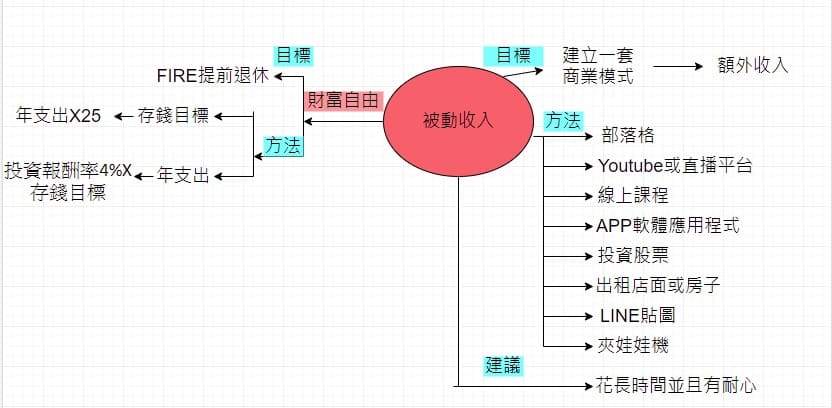 目標
FIRE提前退休
財富自由
年支出X25
存錢目標
方法
投資報酬率4%X
存錢目標
年支出
被動收入
目標
建立一套
商業模式
額外收入
方法
部落格
Youtube或直播平台
線上課程
APP軟體應用程式
投資股票
出租店面或房子
LINE貼圖
夾娃娃機
建議
花長時間並且有耐心